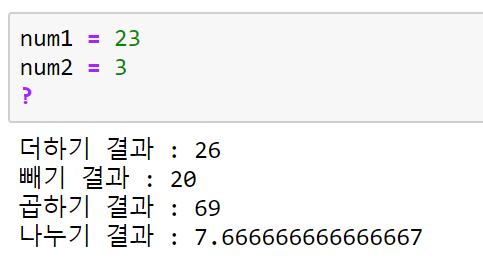 num1 = 23
num2 = 3
?
더하기 결과 : 26
빼기 결과 : 20
곱하기 결과 : 69
나누기 결과 : 7.666666666666667